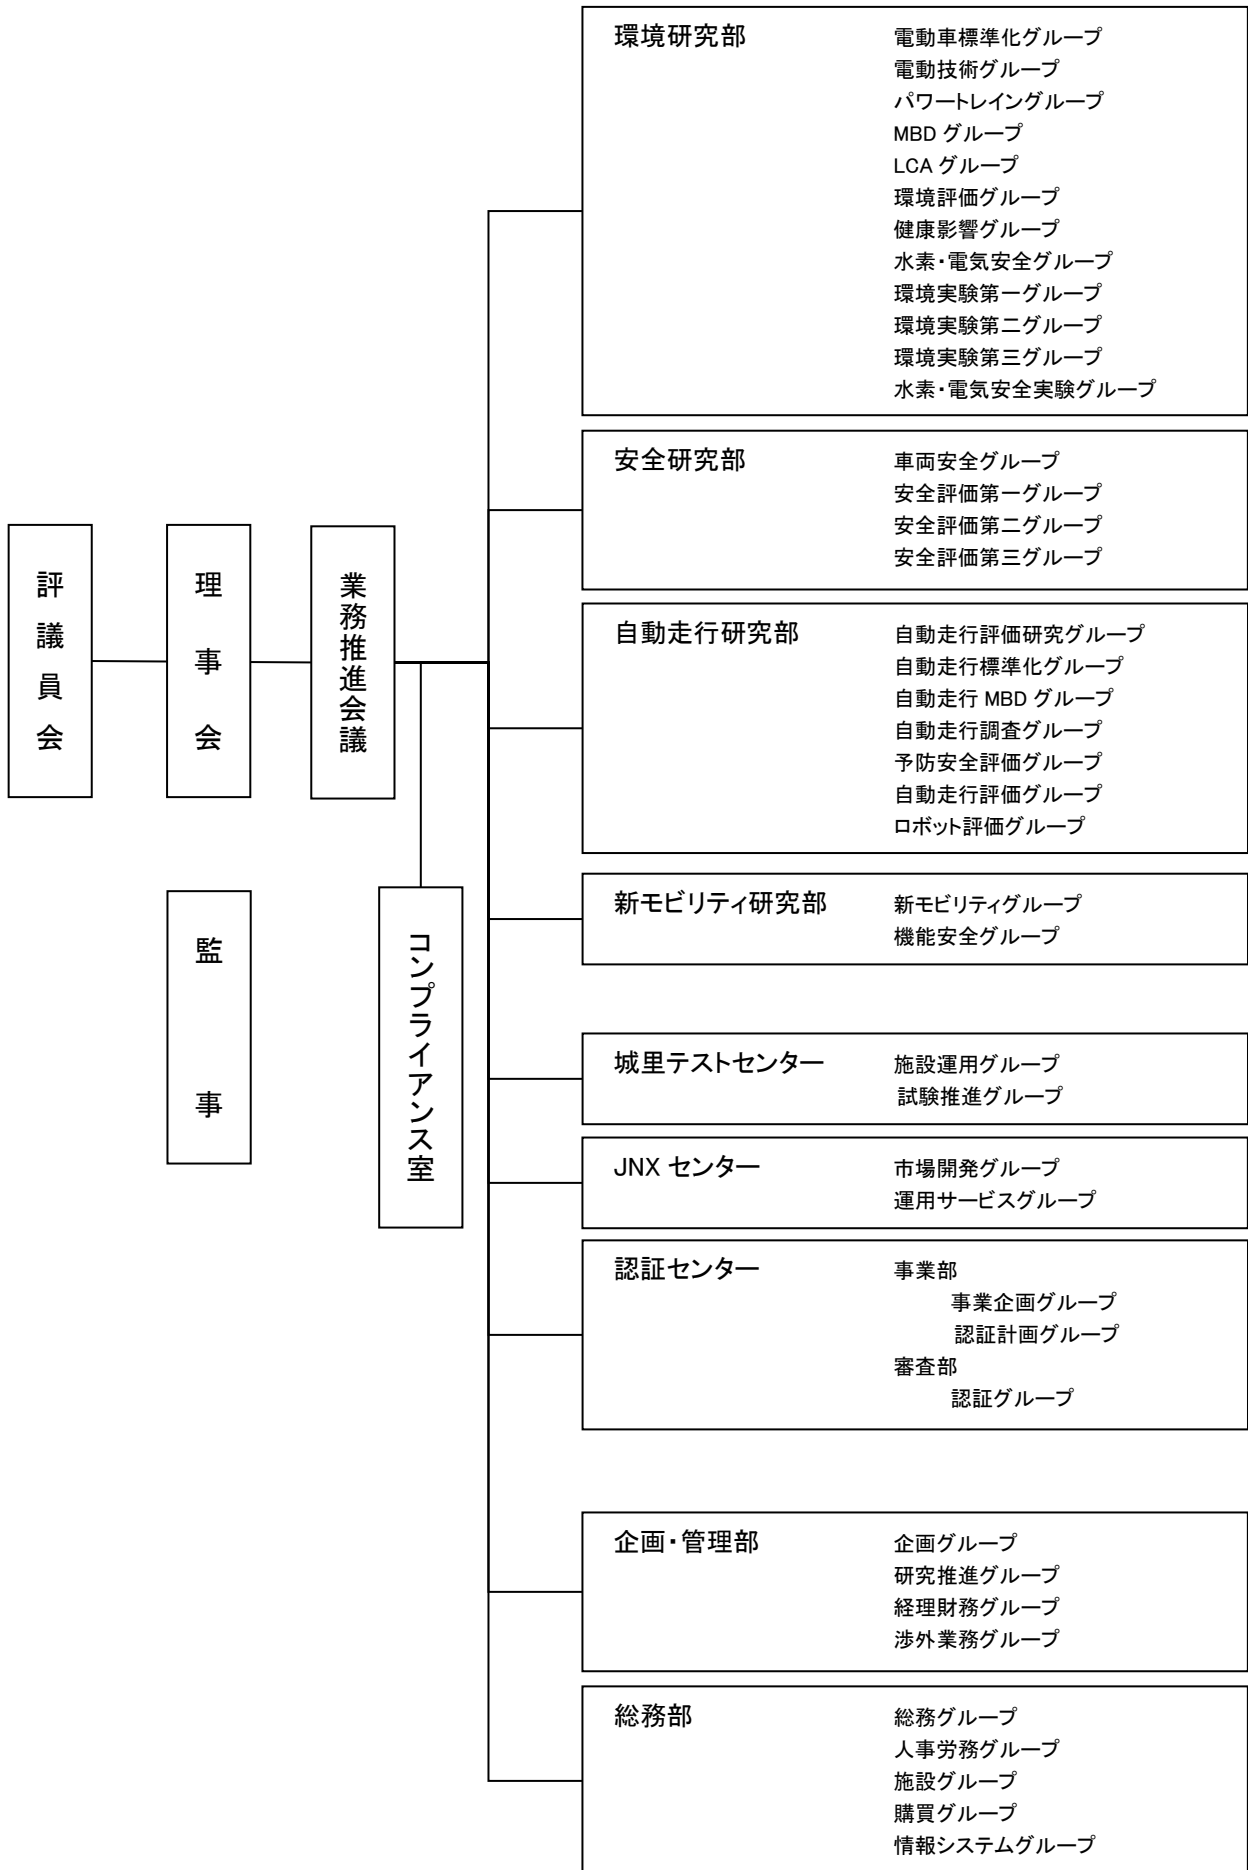 評議員会
理事会
業務推進会議
監事
コンプライアンス室
環境研究部
電動車標準化グループ
電動技術グループ
パワートレイングループ
MBD グループ
LCA グループ
環境評価グループ
健康影響グループ
水素・電気安全グループ
環境実験第一グループ
環境実験第二グループ
環境実験第三グループ
水素・電気安全実験グループ
安全研究部
車両安全グループ
安全評価第一グループ
安全評価第二グループ
安全評価第三グループ
自動走行研究部
自動走行評価研究グループ
自動走行標準化グループ
自動走行 MBD グループ
自動走行調査グループ
予防安全評価グループ
自動走行評価グループ
ロボット評価グループ
新モビリティ研究部
新モビリティグループ
機能安全グループ
城里テストセンター
施設運用グループ
試験推進グループ
JNX センター
市場開発グループ
運用サービスグループ
認証センター
事業部
事業企画グループ
認証計画グループ
審査部
認証グループ
企画・管理部
企画グループ
研究推進グループ
経理財務グループ
渉外業務グループ
総務部
総務グループ
人事労務グループ
施設グループ
購買グループ
情報システムグループ